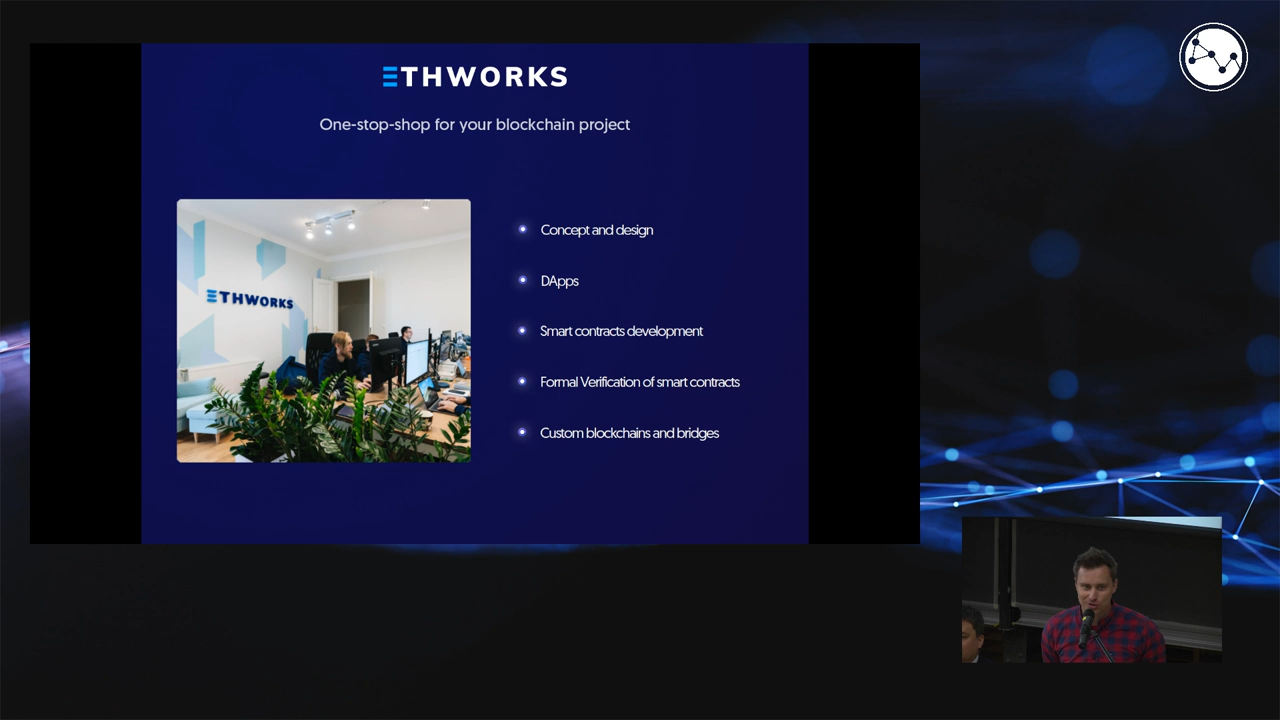 ETHWORKS
One-stop-shop for your blockchain project
ETHWORKS
Concept and design
DApps
Smart contracts development
Formal Verification of smart contracts
Custom blockchains and bridges